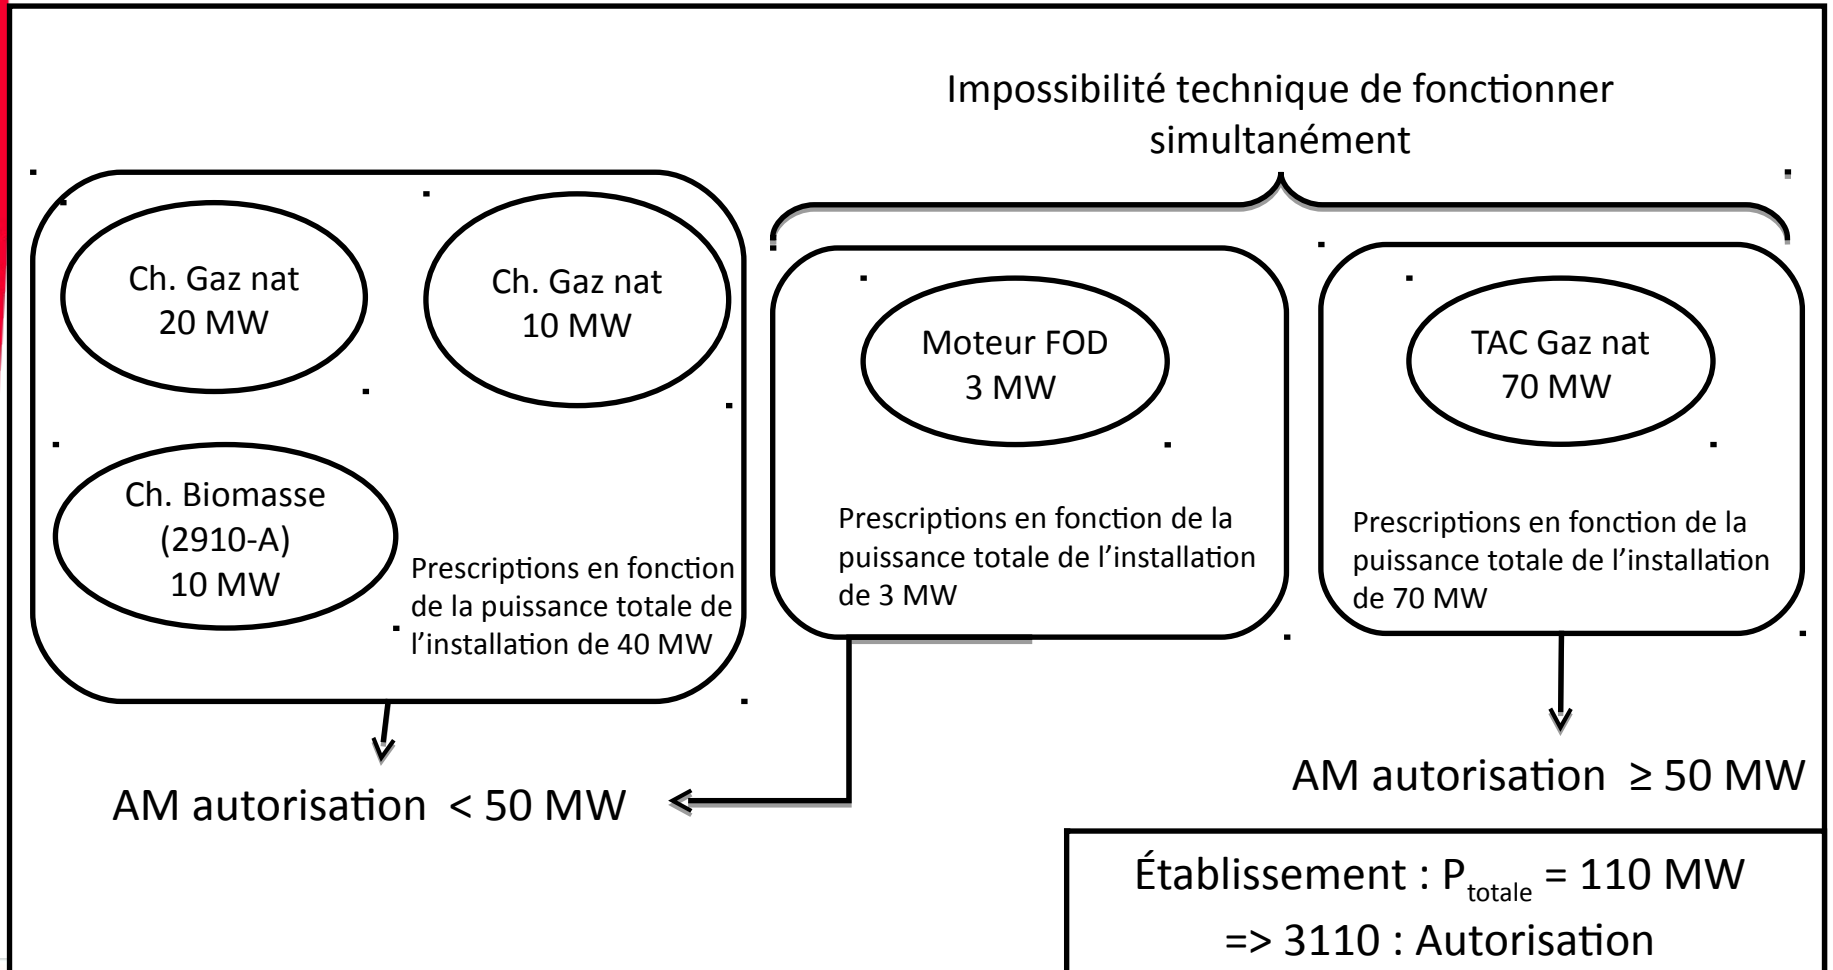 Impossibilité technique de fonctionner
simultanément
Ch. Gaz nat
20 MW
Ch. Gaz nat
10 MW
Ch. Biomasse
(2910-A)
10 MW
Prescriptions en fonction
de la puissance totale de
l’installation de 40 MW
Moteur FOD
3 MW
Prescriptions en fonction de la
puissance totale de l’installation
de 3 MW
TAC Gaz nat
70 MW
Prescriptions en fonction de la
puissance totale de l’installation
de 70 MW
AM autorisation < 50 MW
AM autorisation ≥ 50 MW
Établissement : Ptotale = 110 MW
=> 3110 : Autorisation